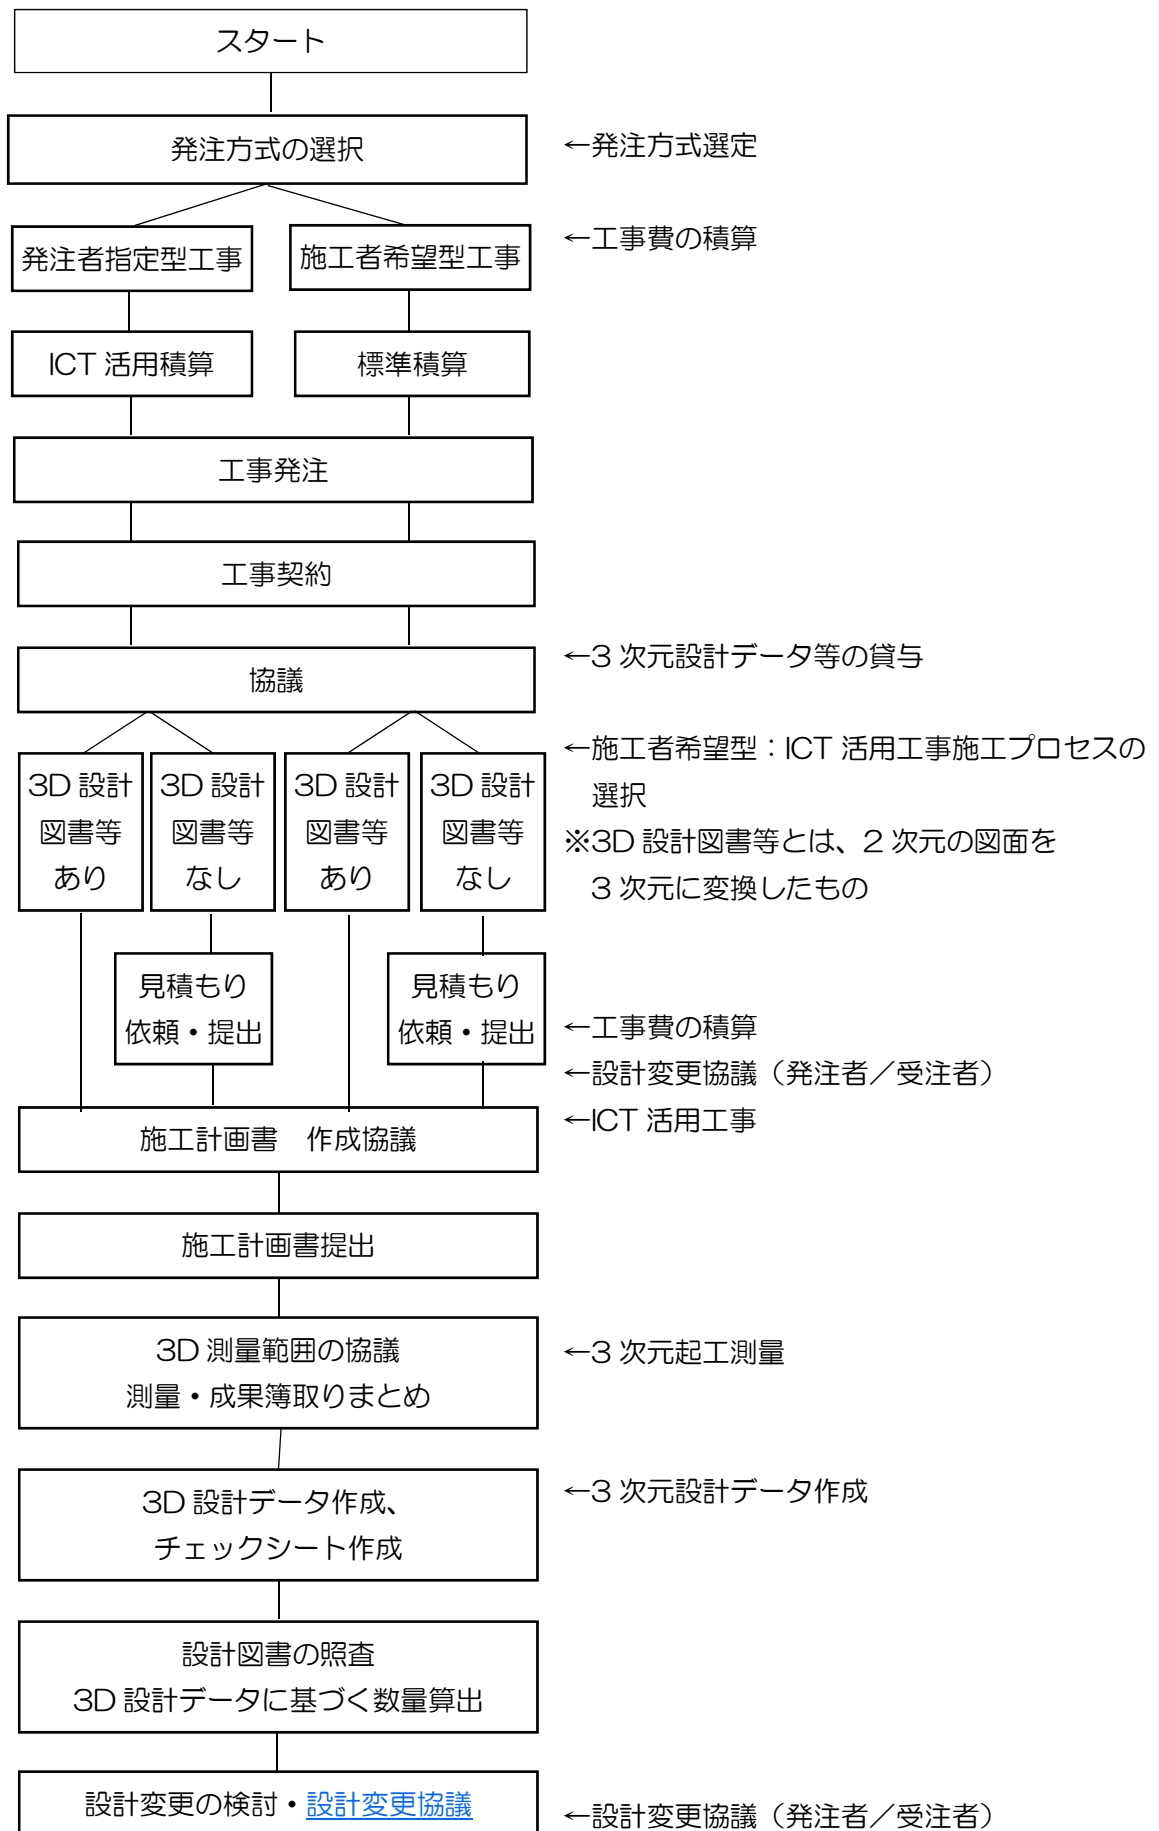 スタート
発注方式の選択
←発注方式選定
発注者指定型工事
施工者希望型工事
←工事費の積算
ICT 活用積算
標準積算
工事発注
工事契約
協議
←3 次元設計データ等の貸与
3D 設計
図書等
あり
3D 設計
図書等
なし
3D 設計
図書等
あり
3D 設計
図書等
なし
←施工者希望型：ICT 活用工事施工プロセスの
選択
※3D 設計図書等とは、2 次元の図面を
3 次元に変換したもの
見積もり
依頼・提出
見積もり
依頼・提出
←工事費の積算
←設計変更協議（発注者／受注者）
←ICT 活用工事
施工計画書　作成協議
施工計画書提出
3D 測量範囲の協議
測量・成果簿取りまとめ
←3 次元起工測量
3D 設計データ作成、
チェックシート作成
←3 次元設計データ作成
設計図書の照査
3D 設計データに基づく数量算出
設計変更の検討・設計変更協議
←設計変更協議（発注者／受注者）